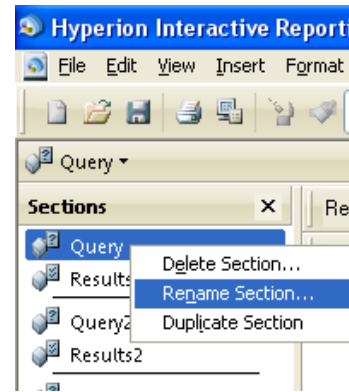 Hyperion Interactive Reporti
File Edit View Insert Format
Query
Sections
Re
Query
Results
Delete Section...
Rename Section...
Duplicate Section
Query2
Results2